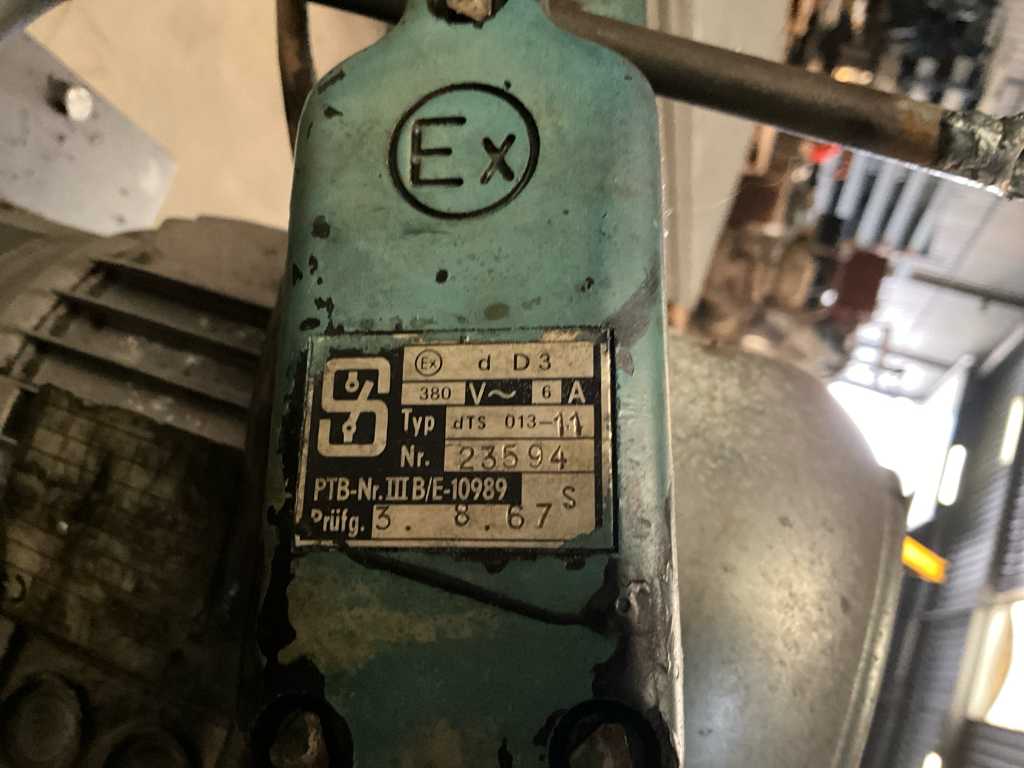 Ex
Ex d D3
380 V~ 6 A
Typ dTS 013-11
Nr. 23594
PTB-Nr. III B/E-10989
S
Prüfg. 3. 8.67